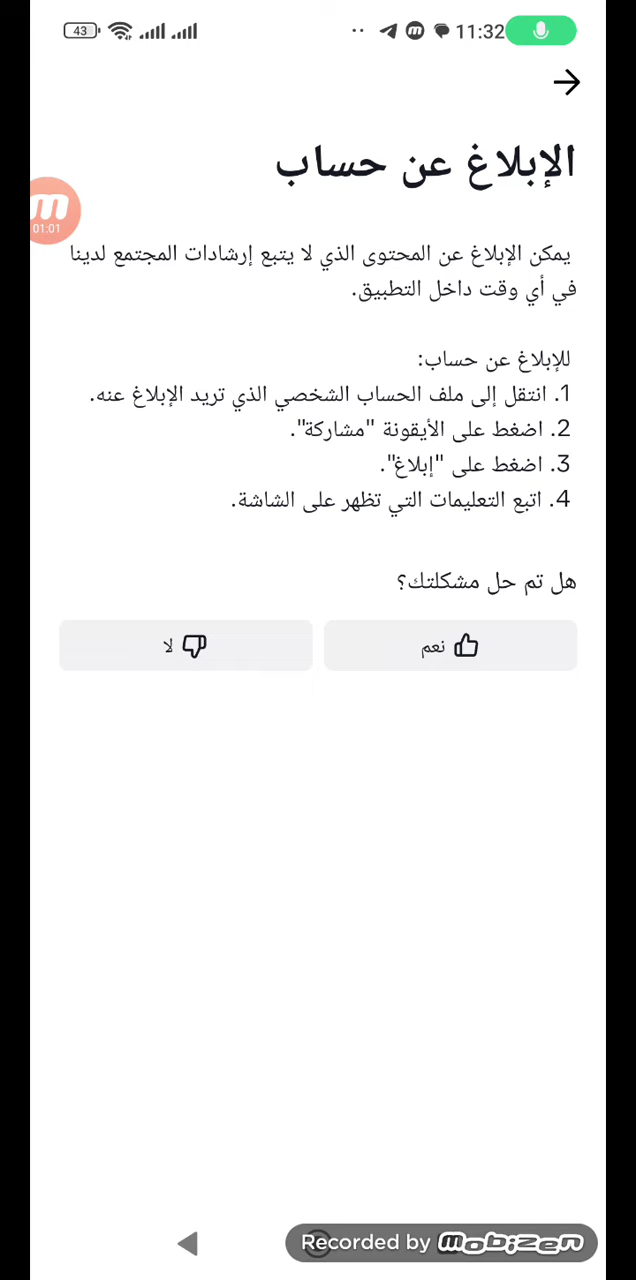 43 11:32
الإبلاغ عن حساب
01:01
يمكن الإبلاغ عن المحتوى الذي لا يتبع إرشادات المجتمع لدينا
في أي وقت داخل التطبيق.
للإبلاغ عن حساب:
1. انتقل إلى ملف الحساب الشخصي الذي تريد الإبلاغ عنه.
2. اضغط على الأيقونة "مشاركة".
3. اضغط على "إبلاغ".
4. اتبع التعليمات التي تظهر على الشاشة.
هل تم حل مشكلتك؟
نعم
لا
Recorded by mobizen